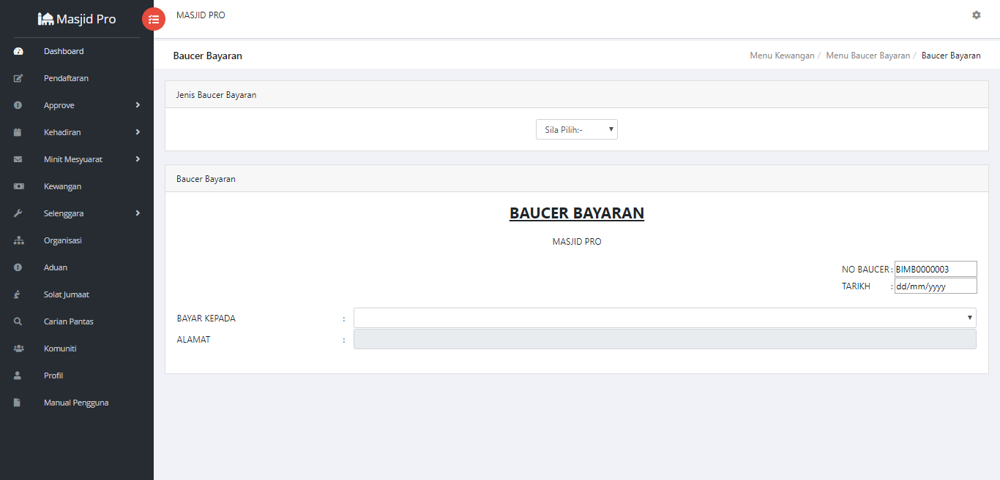 Masjid Pro
MASJID PRO
Dashboard
Pendaftaran
Approve
Kehadiran
Minit Mesyuarat
Kewangan
Selenggara
Organisasi
Aduan
Solat Jumaat
Carian Pantas
Komuniti
Profil
Manual Pengguna
Baucer Bayaran
Menu Kewangan / Menu Baucer Bayaran / Baucer Bayaran
Jenis Baucer Bayaran
Sila Pilih:-
Baucer Bayaran
BAUCER BAYARAN
MASJID PRO
NO BAUCER : BIMB0000003
TARIKH : dd/mm/yyyy
BAYAR KEPADA :
ALAMAT :